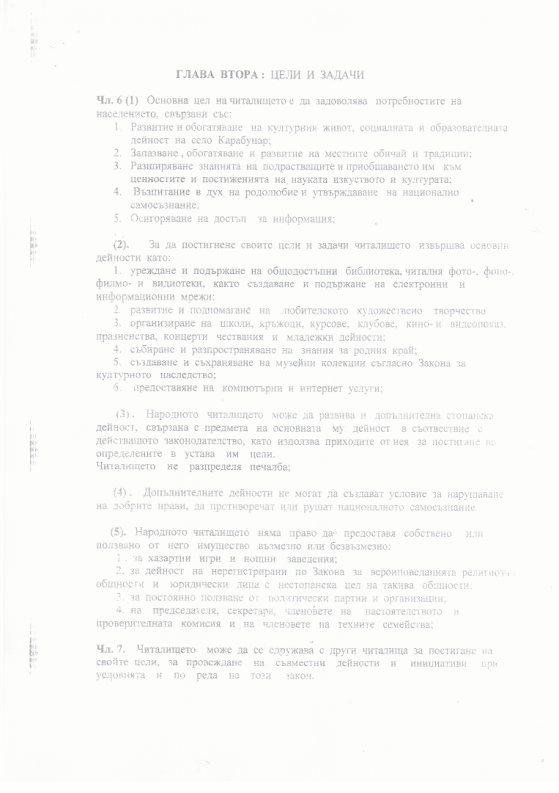 ГЛАВА ВТОРА : ЦЕЛИ И ЗАДАЧИ
Чл. 6 (1) Основна цел на читалището е да задоволява потребностите на
населението, свързани със:
1. Развитие и обогатяване на културния живот, социалната и образователната
дейност на село Карабунар;
2. Запазване , обогатяване и развитие на местните обичай и традиции;
3. Разширяване знанията на подрастващите и приобщаването им към
ценностите и постиженията на науката изкуството и културата;
4. Възпитание в дух на родолюбие и утвърждаване на национално
самосъзнание;
5. Осигоряване на достъп за информация;
(2). За да постигнене своите цели и задачи читалището извършва основни
дейности като:
1. уреждане и подържане на общодостъпни библиотека, читалня фото-, фоно-,
филмо- и видиотеки, както създаване и подържане на електронни и
информационни мрежи:
2. развитие и подпомагане на любителското художествено творчество
3. организиране на школи, кръжоци, курсове, клубове, кино- и видеопокази,
празненства, концерти чествания и младежки дейности;
4. събиране и разпространяване на знания за родния край;
5. създаване и съхраняване на музейни колекции съгласно Закона за
културното наследство;
6. предоставяне на компютърни и интернет услуги;
(3) . Народното читалището може да развива и допълнителна стопанска
дейност, свързана с предмета на основната му дейност в съотвествие с
действащото законодателство, като използва приходите от нея за постигане на
определените в устава им цели.
Читалището не разпределя печалба;
(4) . Допълнителните дейности не могат да създават условие за нарушаване
на добрите нрави, да противоречат или рушат националното самосъзнание.
(5). Народното читалището няма право да предоставя собствено или
ползвано от него имущество възмезно или безвъзмезно:
1 . за казартни игри и нощни заведения;
2. за дейност на нерегистрирани по Закона за вероизповеданията религиозни
общности и юридически лица с нестопанска цел на такива общности;
3. за постоянно ползване от политически партии и организации;
4. на председателя, секретаря, членовете на настоятелството и
проверителната комисия и на членовете на техните семейства;
Чл. 7. Читалището може да се сдружава с други читалища за постигане на
свойте цели, за провеждане на съвместни дейности и инициативи при
условията и по реда на този закон.